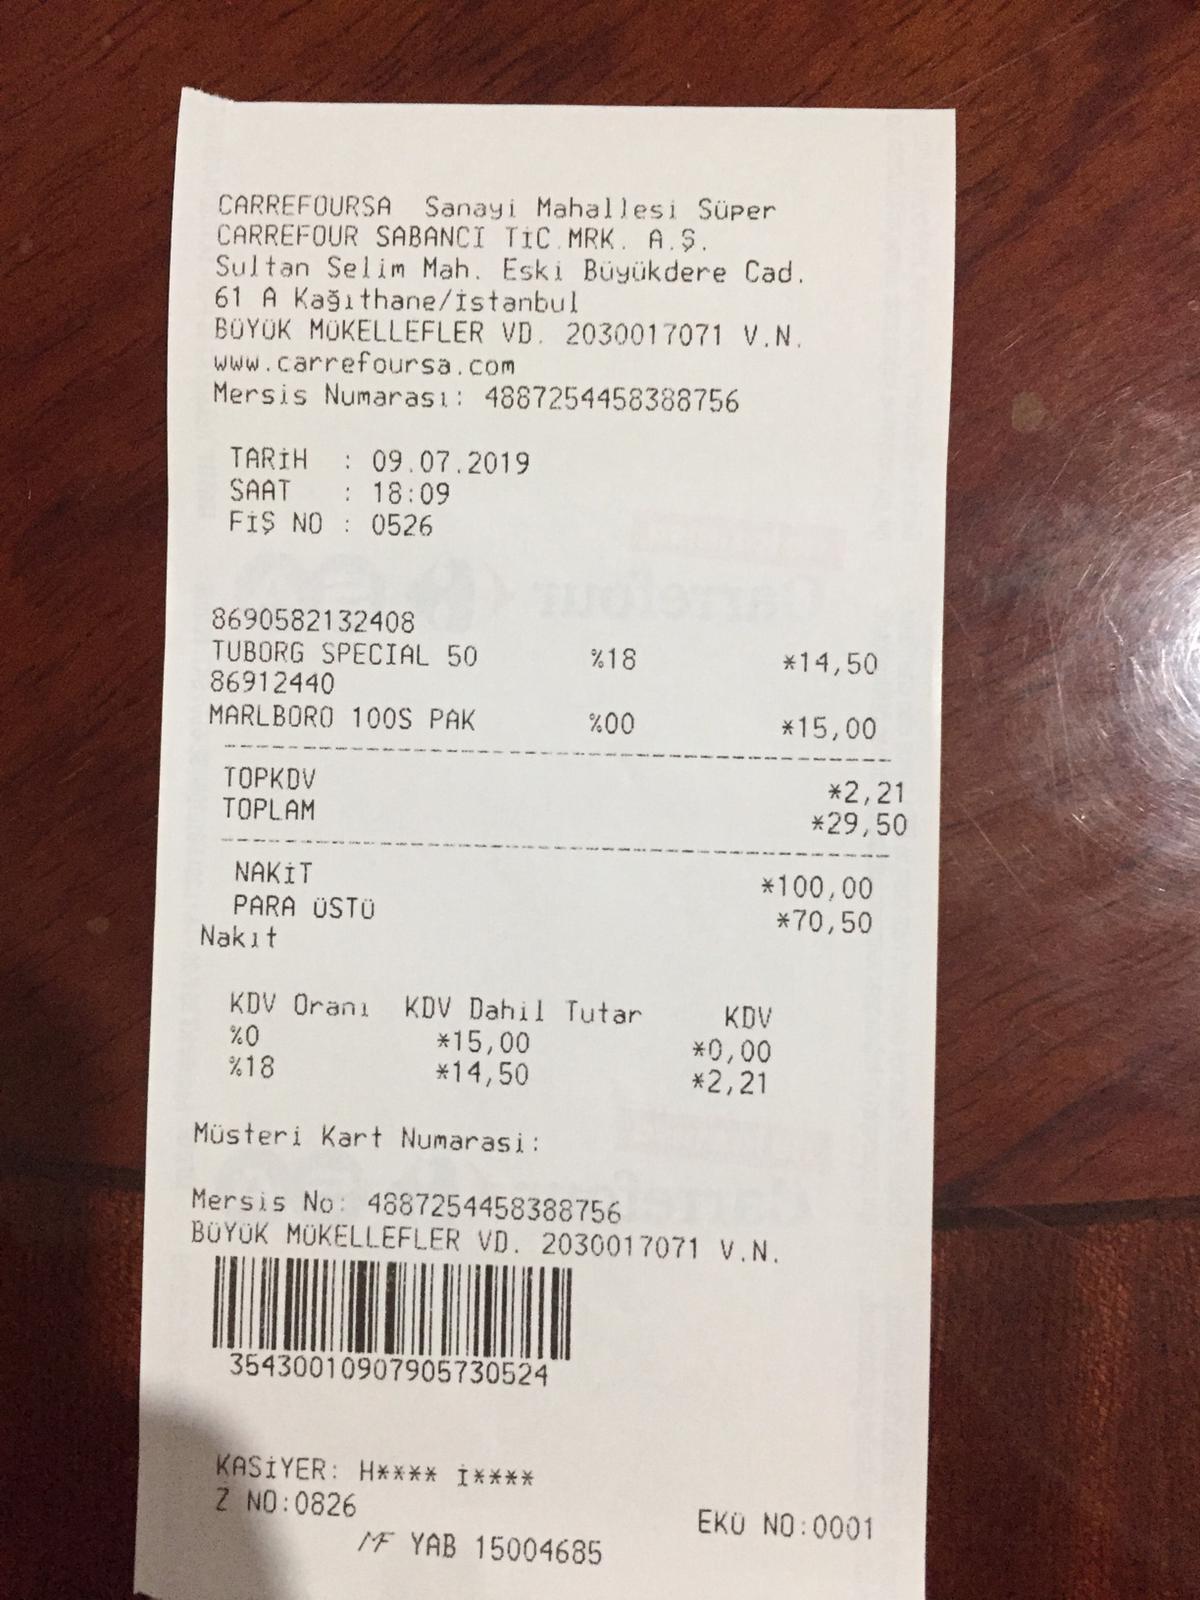 CARREFOURSA Sanayi Mahallesi Süper
CARREFOUR SABANCI TİC.MRK. A.Ş.
Sultan Selim Mah. Eski Büyükdere Cad.
61 A Kağıthane/İstanbul
BÜYÜK MÜKELLEFLER VD. 2030017071 V.N.
www.carrefoursa.com
Mersis Numarası: 4887254458388756
TARİH : 09.07.2019
SAAT : 18:09
FİŞ NO : 0526
8690582132408
TUBORG SPECIAL 50 %18 *14,50
86912440
MARLBORO 100S PAK %00 *15,00
TOPKDV *2,21
TOPLAM *29,50
NAKİT *100,00
PARA ÜSTÜ *70,50
Nakit
KDV Oranı KDV Dahil Tutar KDV
%0 *15,00 *0,00
%18 *14,50 *2,21
Müsteri Kart Numarasi:
Mersis No: 4887254458388756
BÜYÜK MÜKELLEFLER VD. 2030017071 V.N.
35430010907905730524
KASİYER: H**** İ****
Z NO:0826
EKÜ NO:0001
MF YAB 15004685